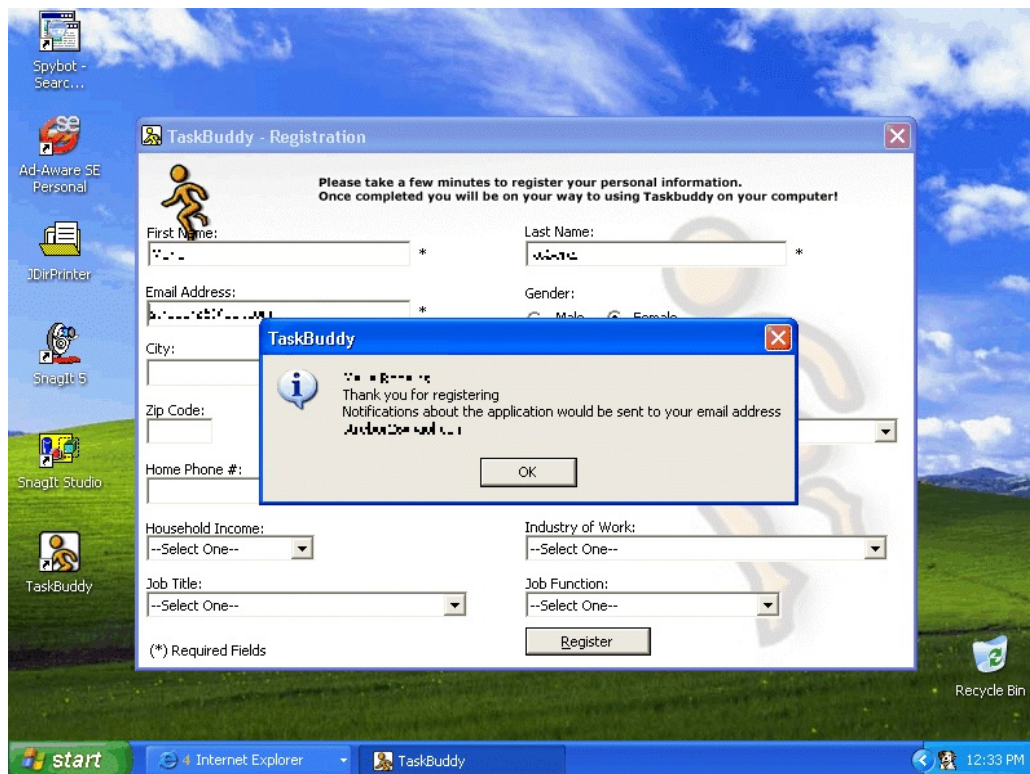 Spybot -
Searc...
Ad-Aware SE
Personal
JDirPrinter
SnagIt 5
SnagIt Studio
TaskBuddy
TaskBuddy - Registration
Please take a few minutes to register your personal information.
Once completed you will be on your way to using Taskbuddy on your computer!
First Name:
*
Last Name:
*
Email Address:
*
Gender:
Male Female
City:
Zip Code:
Home Phone #:
TaskBuddy
Thank you for registering
Notifications about the application would be sent to your email address
OK
Household Income:
--Select One--
Industry of Work:
--Select One--
Job Title:
--Select One--
Job Function:
--Select One--
(*) Required Fields
Register
Recycle Bin
start
4 Internet Explorer
TaskBuddy
12:33 PM